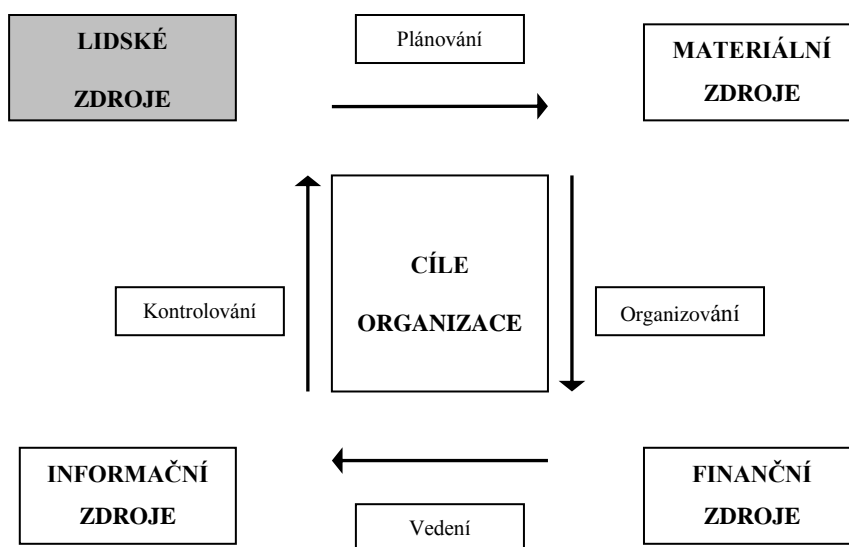 LIDSKÉ
ZDROJE
Plánování
MATERIÁLNÍ
ZDROJE
CÍLE
ORGANIZACE
Kontrolování
Organizování
INFORMAČNÍ
ZDROJE
Vedení
FINANČNÍ
ZDROJE